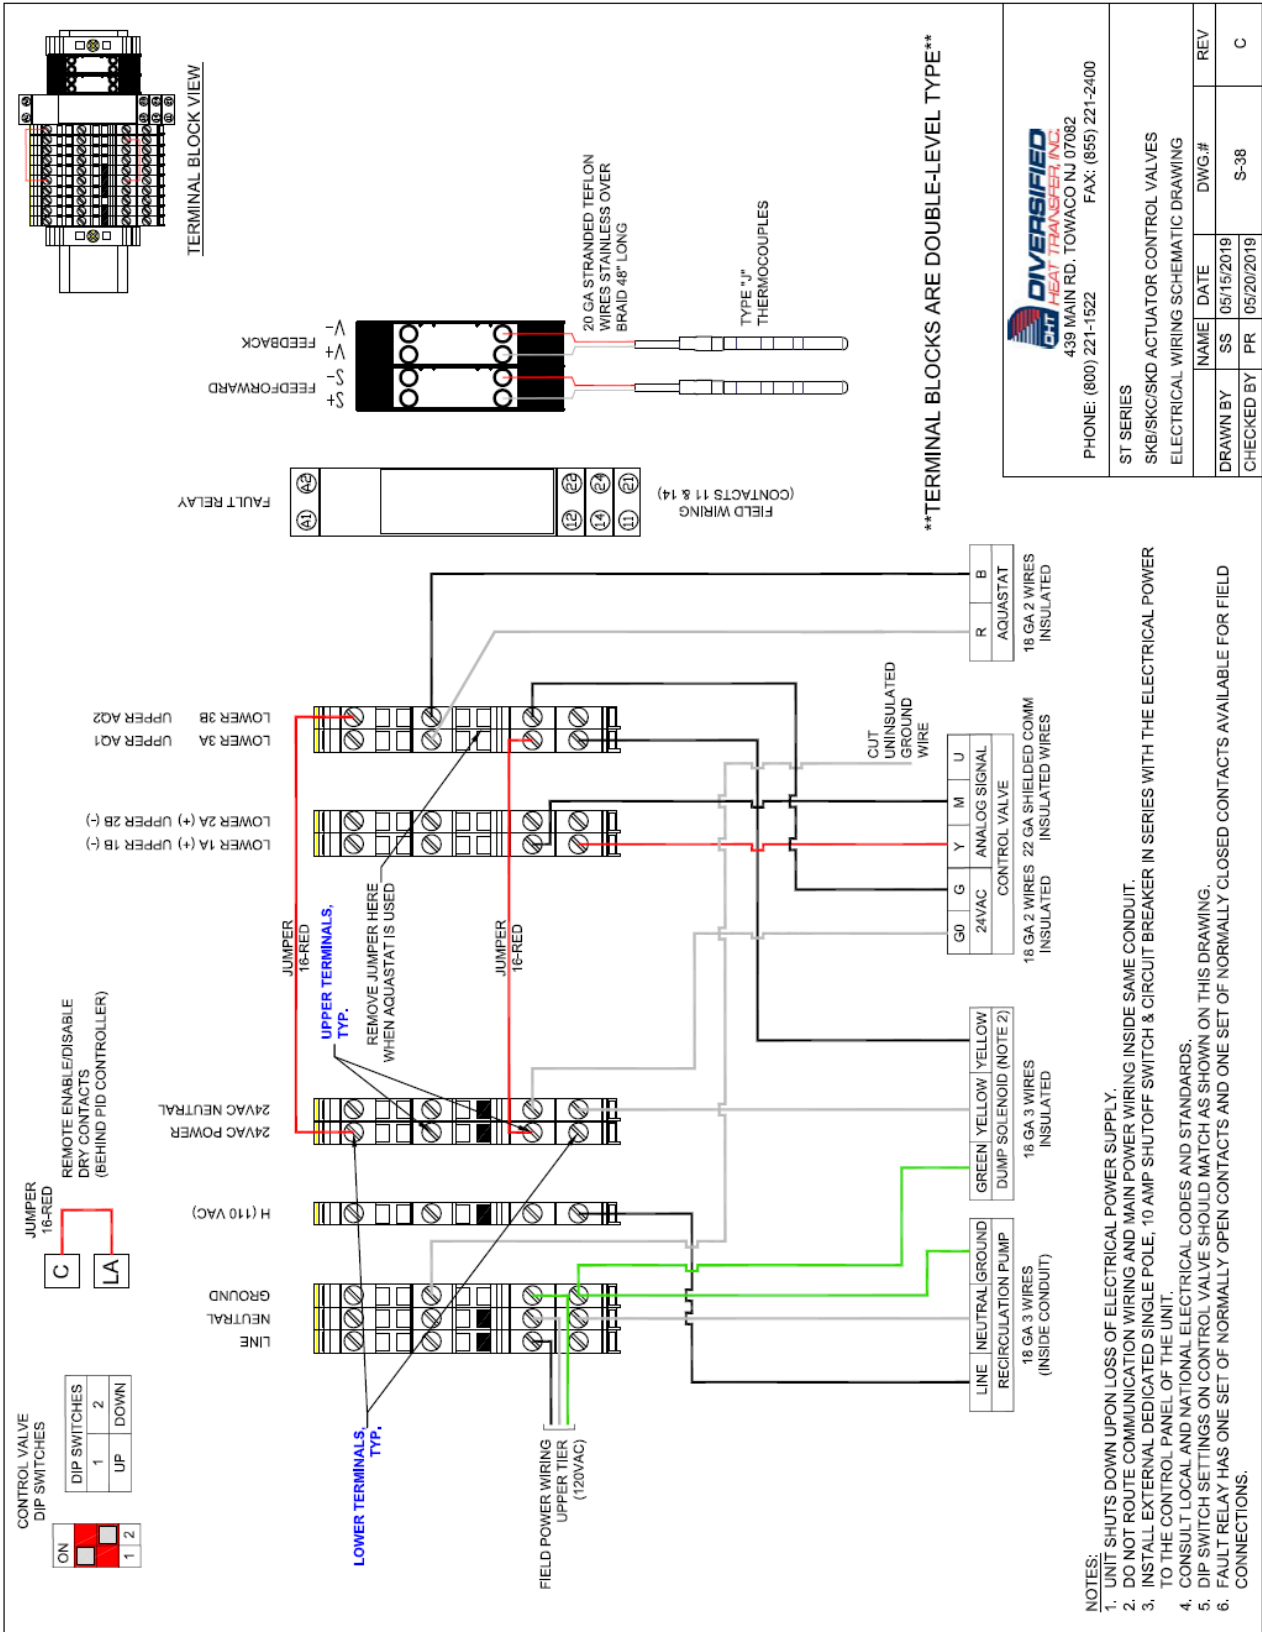 CONTROL VALVE
DIP SWITCHES
ON
1 2
DIP SWITCHES
1 2
UP DOWN
JUMPER
16-RED
C
LA
REMOTE ENABLE/DISABLE
DRY CONTACTS
(BEHIND PID CONTROLLER)
TERMINAL BLOCK VIEW
LOWER TERMINALS,
TYP.
UPPER TERMINALS,
TYP.
LINE
NEUTRAL
GROUND
H (110 VAC)
24VAC POWER
24VAC NEUTRAL
JUMPER
16-RED
REMOVE JUMPER HERE
WHEN AQUASTAT IS USED
JUMPER
16-RED
LOWER 1A (+) UPPER 1B (-)
LOWER 2A (+) UPPER 2B (-)
LOWER 3A UPPER AQ1
LOWER 3B UPPER AQ2
FAULT RELAY
A1 A2
12 22
14 24
11 21
FIELD WIRING
(CONTACTS 11 & 14)
FEEDFORWARD
S+ S-
FEEDBACK
V+ V-
20 GA STRANDED TEFLON
WIRES STAINLESS OVER
BRAID 48" LONG
TYPE "J"
THERMOCOUPLES
FIELD POWER WIRING
UPPER TIER
(120VAC)
LINE NEUTRAL GROUND
RECIRCULATION PUMP
18 GA 3 WIRES
(INSIDE CONDUIT)
GREEN YELLOW YELLOW
DUMP SOLENOID (NOTE 2)
18 GA 3 WIRES
INSULATED
G0 G Y M U
24VAC ANALOG SIGNAL
CONTROL VALVE
18 GA 2 WIRES
INSULATED
22 GA SHIELDED COMM
INSULATED WIRES
CUT
UNINSULATED
GROUND
WIRE
R B
AQUASTAT
18 GA 2 WIRES
INSULATED
**TERMINAL BLOCKS ARE DOUBLE-LEVEL TYPE**
NOTES:
1. UNIT SHUTS DOWN UPON LOSS OF ELECTRICAL POWER SUPPLY.
2. DO NOT ROUTE COMMUNICATION WIRING AND MAIN POWER WIRING INSIDE SAME CONDUIT.
3. INSTALL EXTERNAL DEDICATED SINGLE POLE, 10 AMP SHUTOFF SWITCH & CIRCUIT BREAKER IN SERIES WITH THE ELECTRICAL POWER
TO THE CONTROL PANEL OF THE UNIT.
4. CONSULT LOCAL AND NATIONAL ELECTRICAL CODES AND STANDARDS.
5. DIP SWITCH SETTINGS ON CONTROL VALVE SHOULD MATCH AS SHOWN ON THIS DRAWING.
6. FAULT RELAY HAS ONE SET OF NORMALLY OPEN CONTACTS AND ONE SET OF NORMALLY CLOSED CONTACTS AVAILABLE FOR FIELD
CONNECTIONS.
DHT DIVERSIFIED
HEAT TRANSFER, INC.
439 MAIN RD. TOWACO NJ 07082
PHONE: (800) 221-1522 FAX: (855) 221-2400
ST SERIES
SKB/SKC/SKD ACTUATOR CONTROL VALVES
ELECTRICAL WIRING SCHEMATIC DRAWING
NAME DATE DWG.# REV
DRAWN BY SS 05/15/2019 S-38 C
CHECKED BY PR 05/20/2019